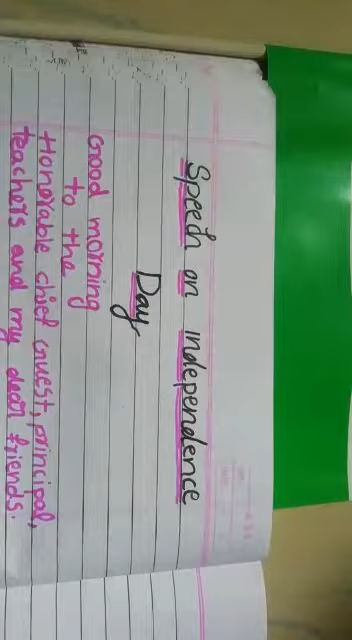 Speech on independence
Day
Good morning
to the
Honorable chief Guest, principal,
teachers and my dear friends.